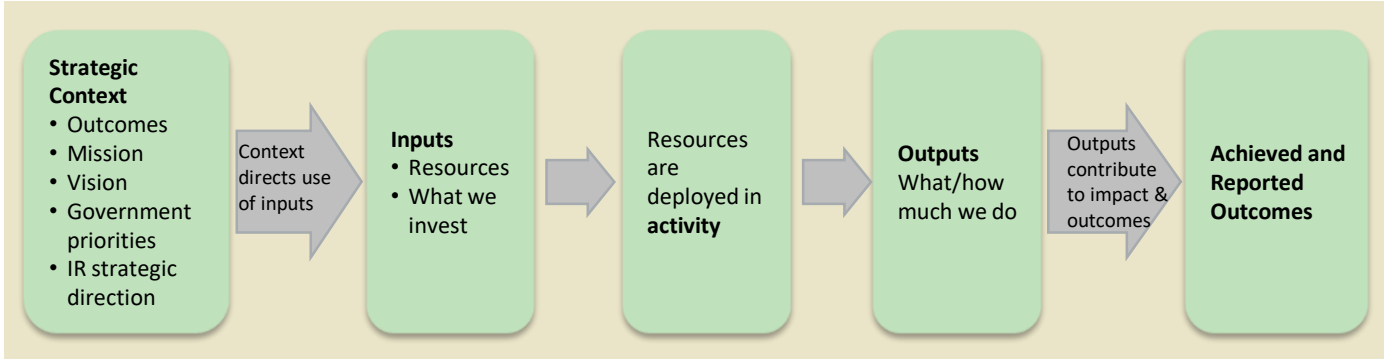 Strategic
Context
• Outcomes
• Mission
• Vision
• Government
priorities
• IR strategic
direction
Context
directs use
of inputs
Inputs
• Resources
• What we
invest
Resources
are
deployed in
activity
Outputs
What/how
much we do
Outputs
contribute
to impact &
outcomes
Achieved and
Reported
Outcomes